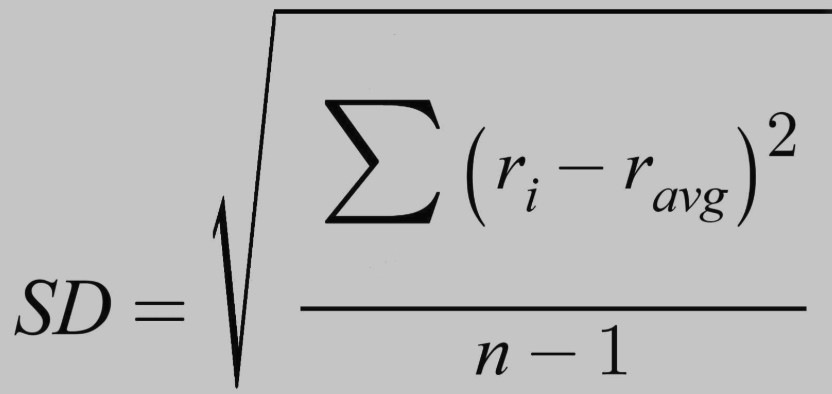 SD = √(∑ (r_i − r_avg)² / (n − 1))